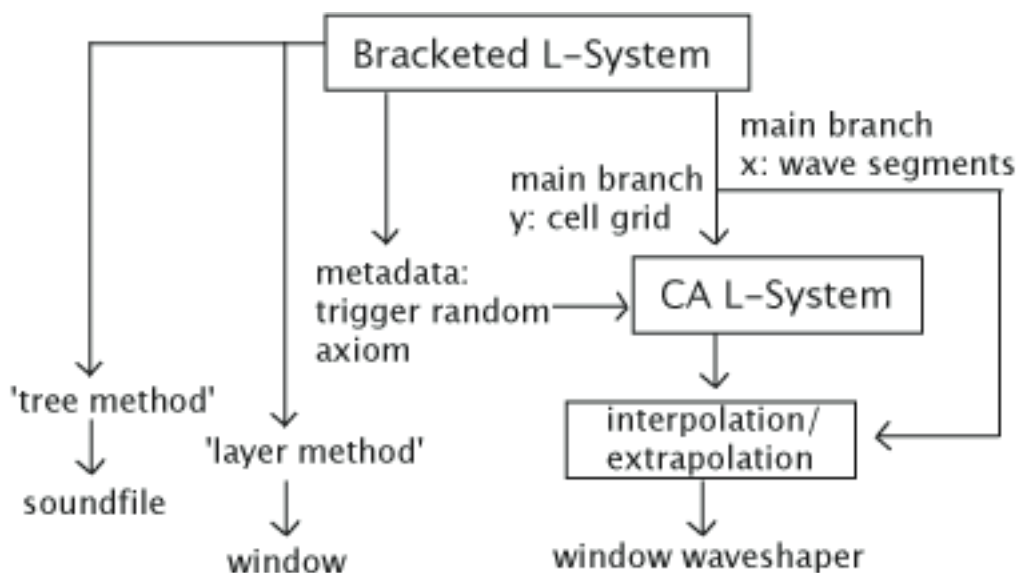 Bracketed L-System
main branch
x: wave segments
main branch
y: cell grid
metadata:
trigger random
axiom
CA L-System
'tree method'
interpolation/
extrapolation
'layer method'
soundfile
window
window waveshaper